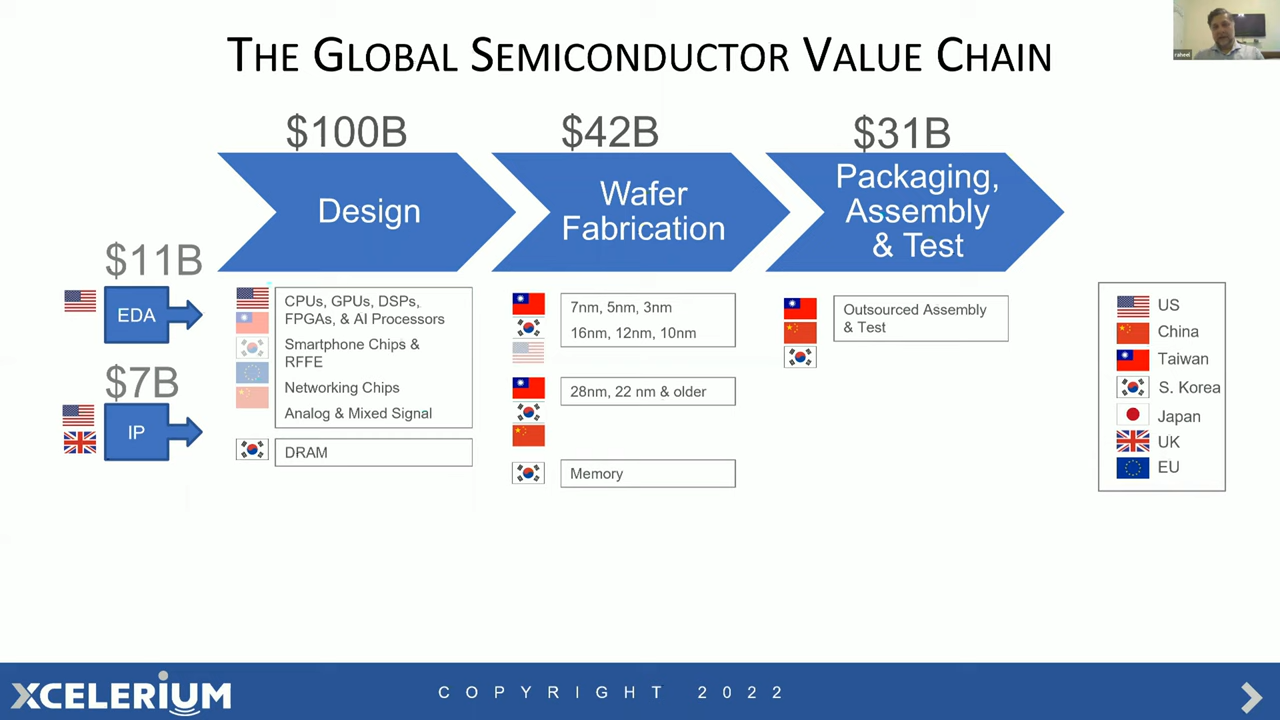 THE GLOBAL SEMICONDUCTOR VALUE CHAIN
raheel
$100B
$42B
$31B
Design
Wafer
Fabrication
Packaging,
Assembly
& Test
$11B
EDA
$7B
IP
CPUs, GPUs, DSPs,
FPGAs, & AI Processors
Smartphone Chips &
RFFE
Networking Chips
Analog & Mixed Signal
DRAM
7nm, 5nm, 3nm
16nm, 12nm, 10nm
28nm, 22 nm & older
Memory
Outsourced Assembly
& Test
US
China
Taiwan
S. Korea
Japan
UK
EU
XCELERIUM
COPYRIGHT 2022